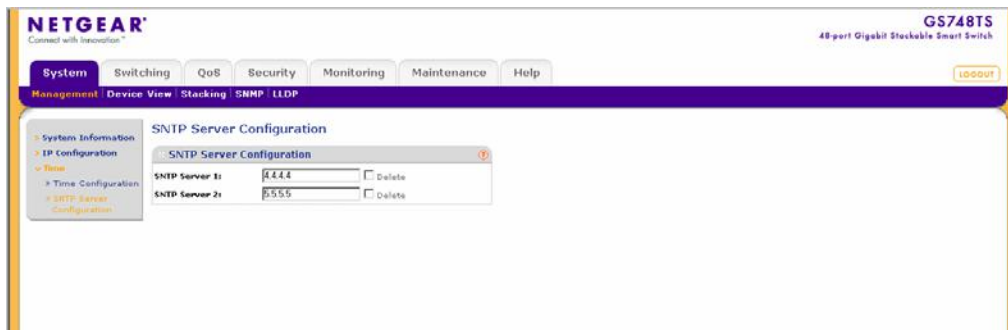 NETGEAR
Connect with Innovation™
GS748TS
48-port Gigabit Stackable Smart Switch
System Switching QoS Security Monitoring Maintenance Help
LOGOUT
Management Device View Stacking SNMP LLDP
System Information
IP Configuration
Time
Time Configuration
SNTP Server
Configuration
SNTP Server Configuration
SNTP Server Configuration
SNTP Server 1: 4.4.4.4 Delete
SNTP Server 2: 5.5.5.5 Delete